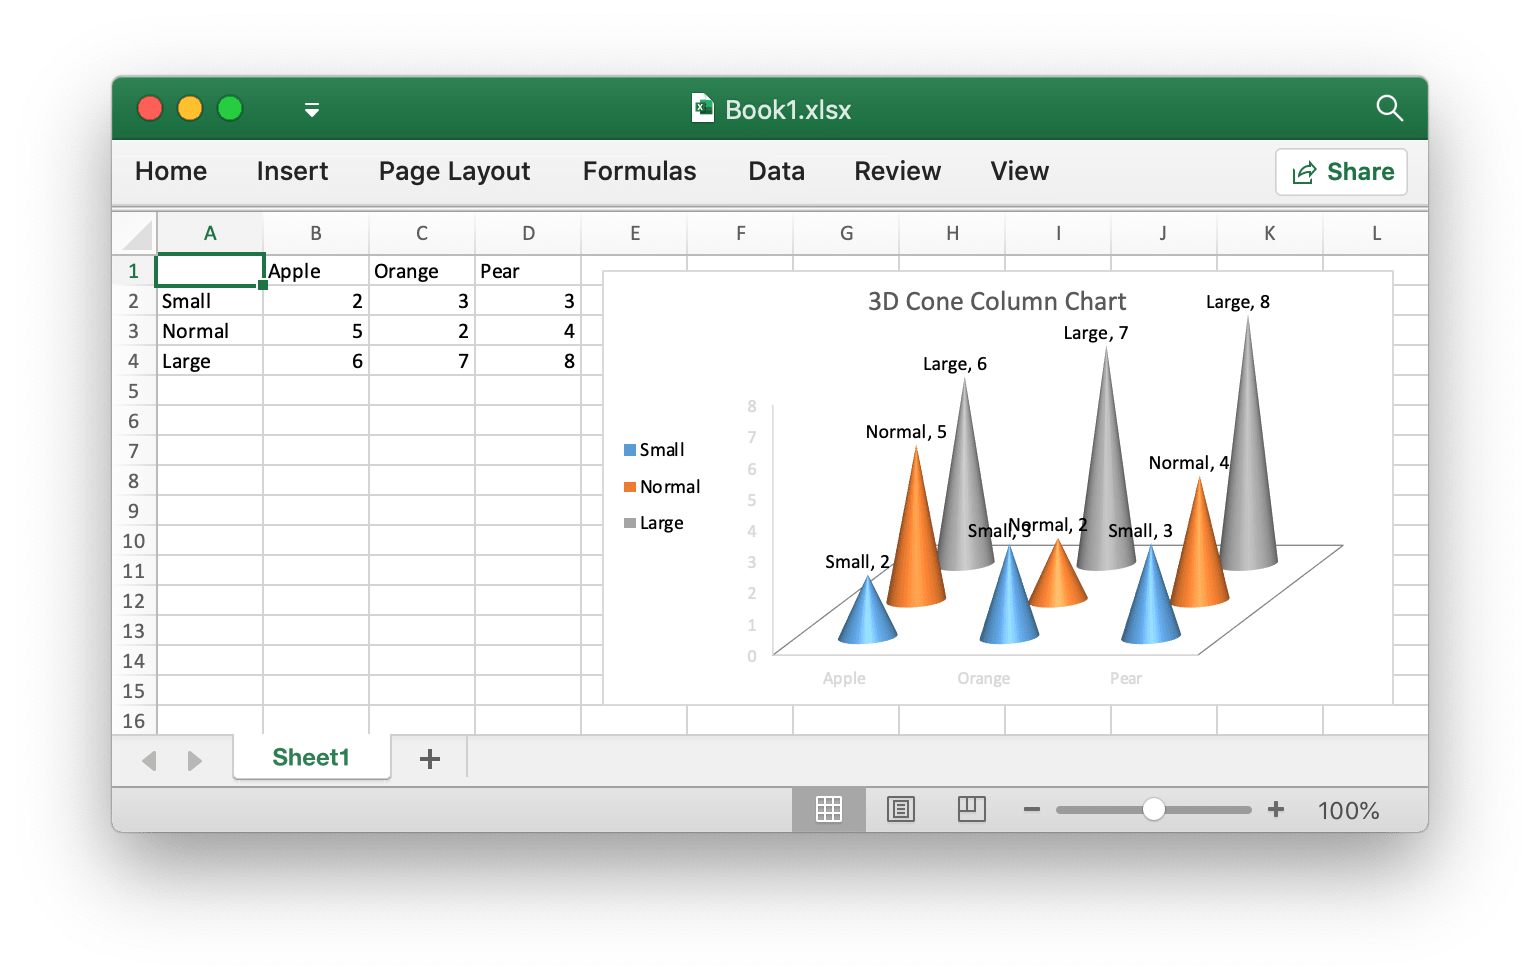 Book1.xlsx
Home Insert Page Layout Formulas Data Review View Share
A B C D E F G H I J K L
1 Apple Orange Pear
2 Small 2 3 3
3 Normal 5 2 4
4 Large 6 7 8
5
6
7
8
9
10
11
12
13
14
15
16
3D Cone Column Chart
Large, 8
Large, 7
Large, 6
Normal, 5
Normal, 4
Small, 3
Normal, 2
Small, 3
Small, 2
Small
Normal
Large
8
7
6
5
4
3
2
1
0
Apple Orange Pear
Sheet1
100%